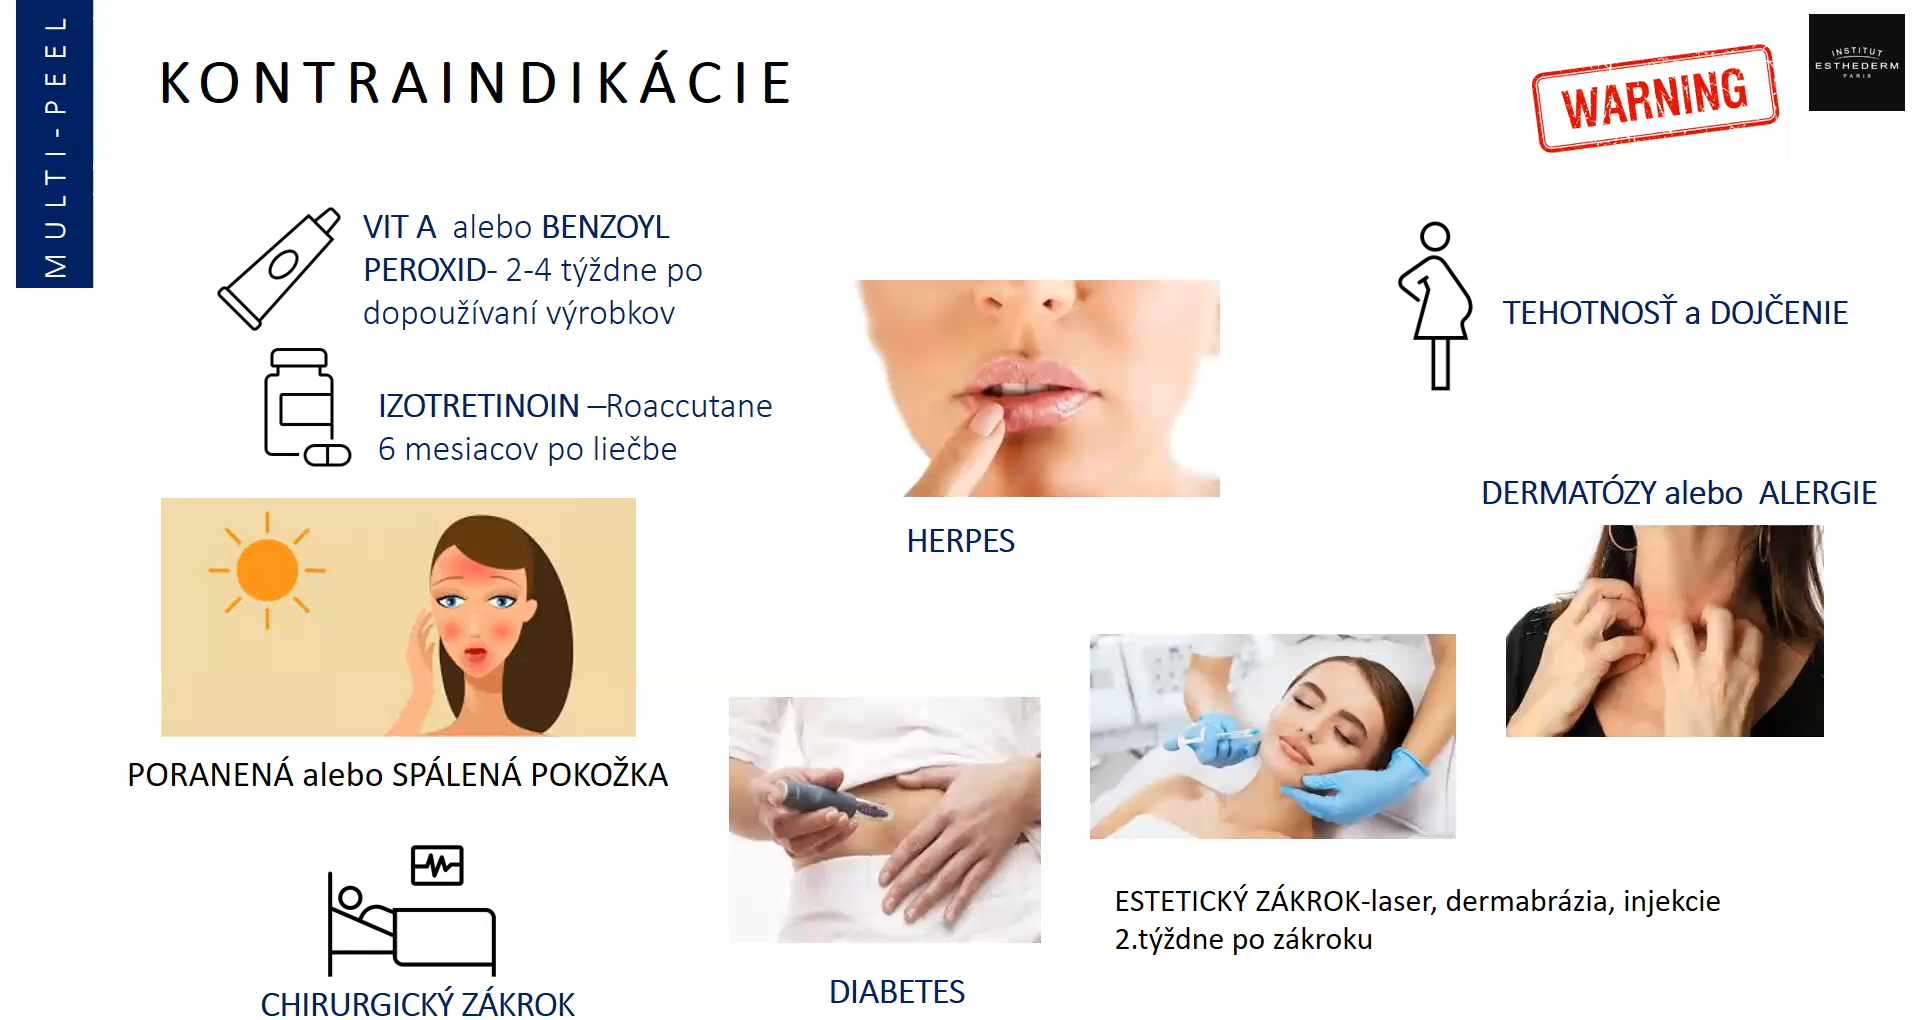 MULTI-PEEL
KONTRAINDIKÁCIE
WARNING
INSTITUT
ESTHEDERM
PARIS
VIT A alebo BENZOYL
PEROXID- 2-4 týždne po
dopoužívaní výrobkov
IZOTRETINOIN –Roaccutane
6 mesiacov po liečbe
HERPES
TEHOTNOSŤ a DOJČENIE
DERMATÓZY alebo ALERGIE
PORANENÁ alebo SPÁLENÁ POKOŽKA
CHIRURGICKÝ ZÁKROK
DIABETES
ESTETICKÝ ZÁKROK-laser, dermabrázia, injekcie
2.týždne po zákroku